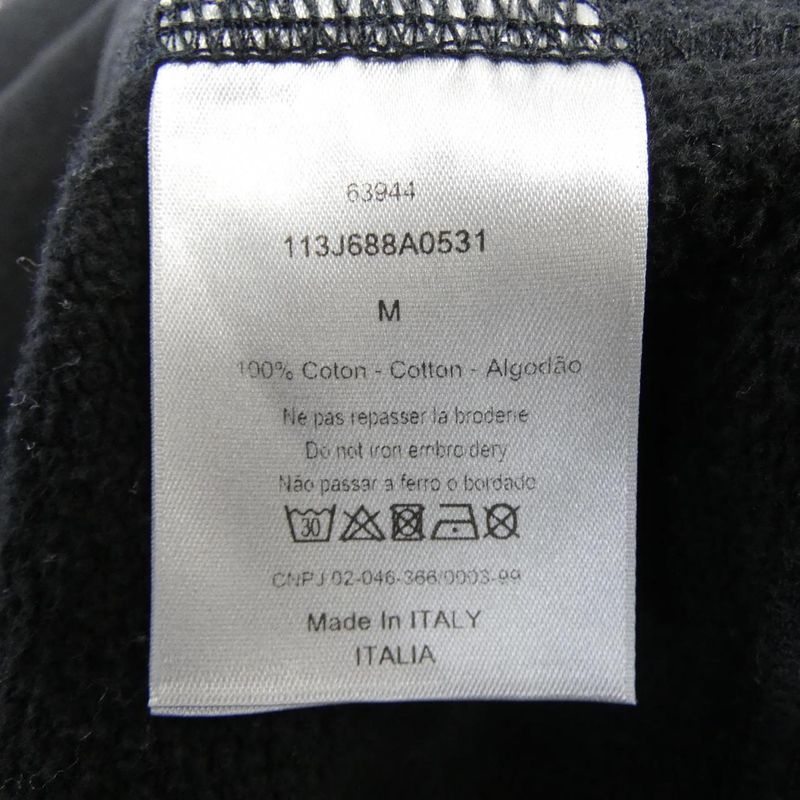 63944
113J688A0531
M
100% Coton - Cotton - Algodão
Ne pas repasser la broderie
Do not iron embroidery
Não passar a ferro o bordado
30
CNPJ 02-046-366/0003-99
Made In ITALY
ITALIA